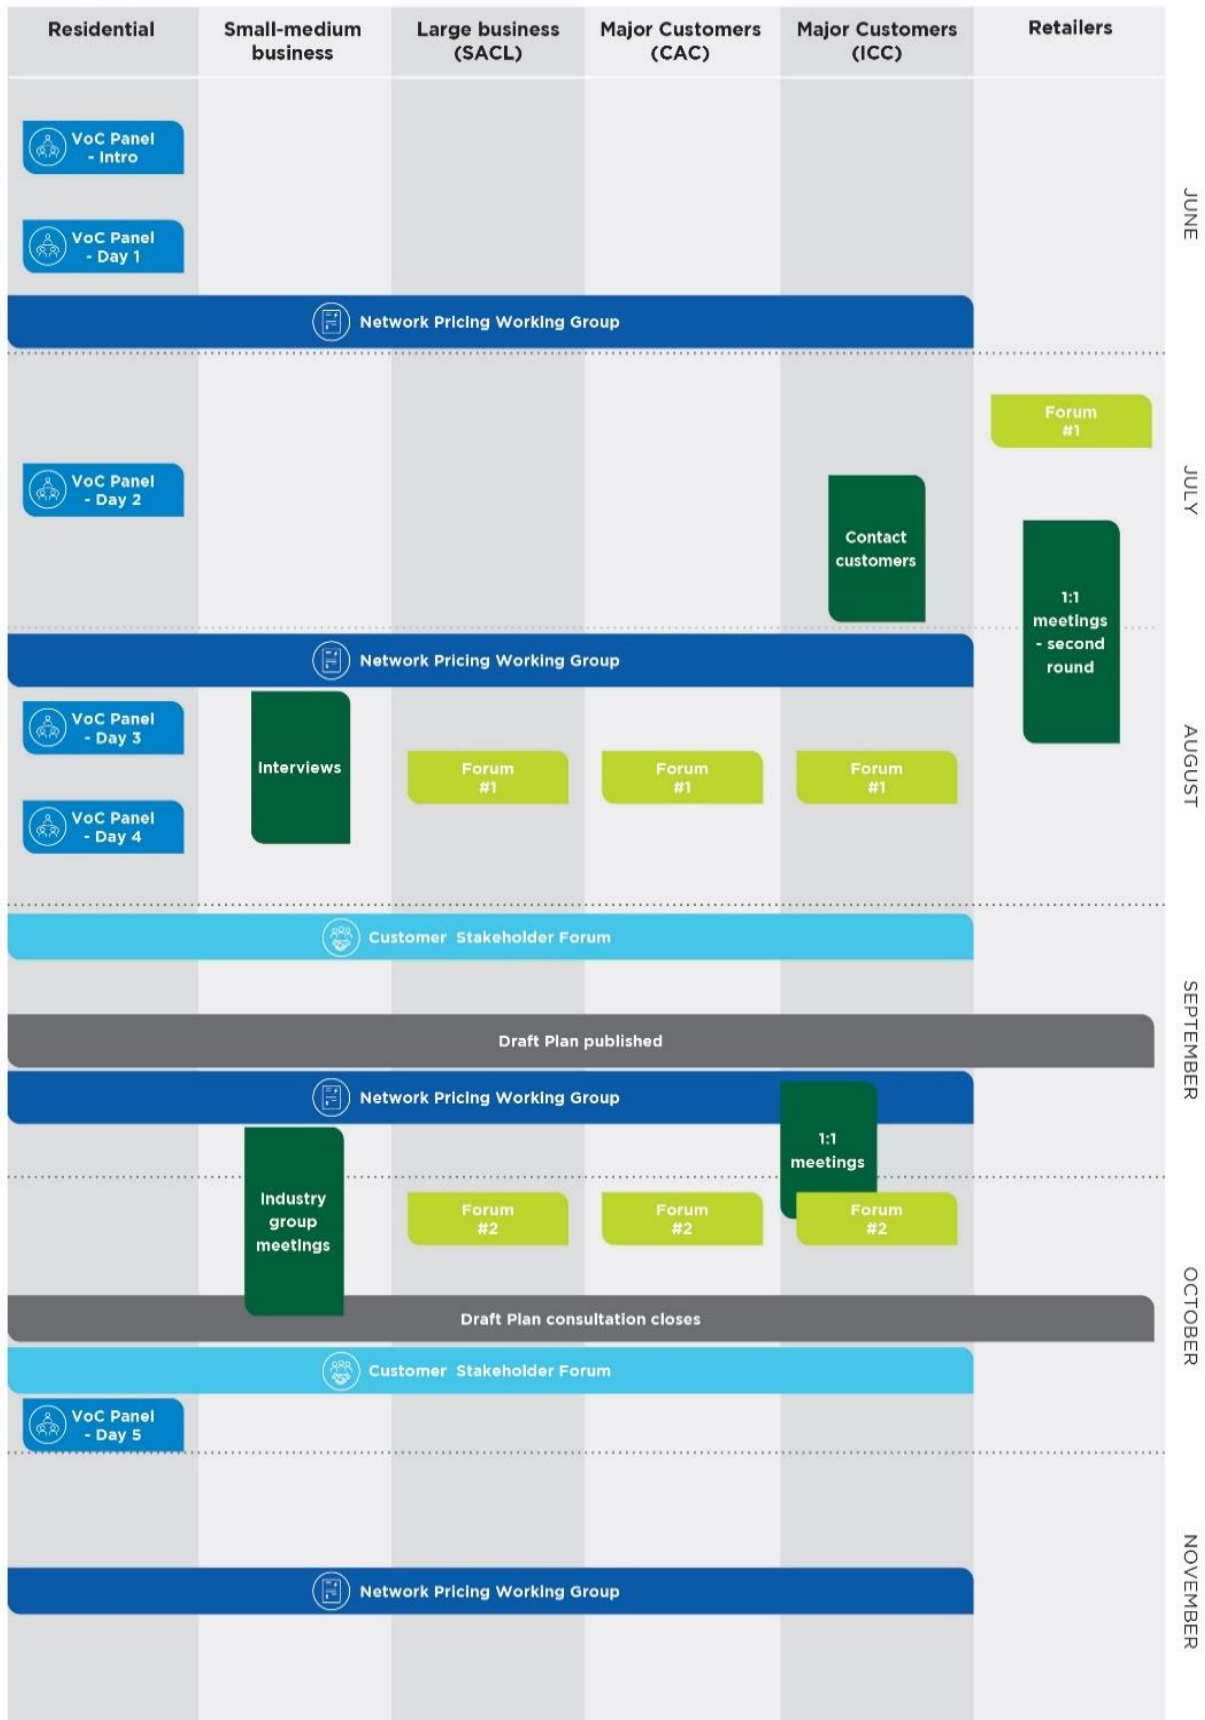 Residential
Small-medium
business
Large business
(SACL)
Major Customers
(CAC)
Major Customers
(ICC)
Retailers
JUNE
VoC Panel
- Intro
VoC Panel
- Day 1
Network Pricing Working Group
JULY
Forum
#1
VoC Panel
- Day 2
Contact
customers
1:1
meetings
- second
round
Network Pricing Working Group
AUGUST
VoC Panel
- Day 3
Interviews
Forum
#1
Forum
#1
Forum
#1
VoC Panel
- Day 4
Customer Stakeholder Forum
SEPTEMBER
Draft Plan published
Network Pricing Working Group
1:1
meetings
Industry
group
meetings
Forum
#2
Forum
#2
Forum
#2
OCTOBER
Draft Plan consultation closes
Customer Stakeholder Forum
VoC Panel
- Day 5
NOVEMBER
Network Pricing Working Group